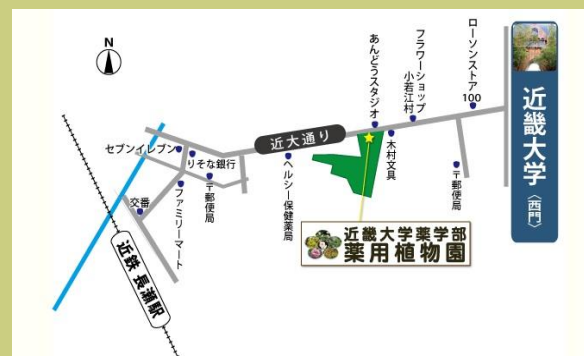 N
ローソンストア
100
フラワーショップ
小若江村
あんどうスタジオ
近畿大学
〈西門〉
近大通り
木村文具
セブンイレブン
りそな銀行
〒郵便局
ヘルシー保健薬局
〒郵便局
交番
ファミリーマート
近畿大学薬学部
薬用植物園
近鉄 長瀬駅